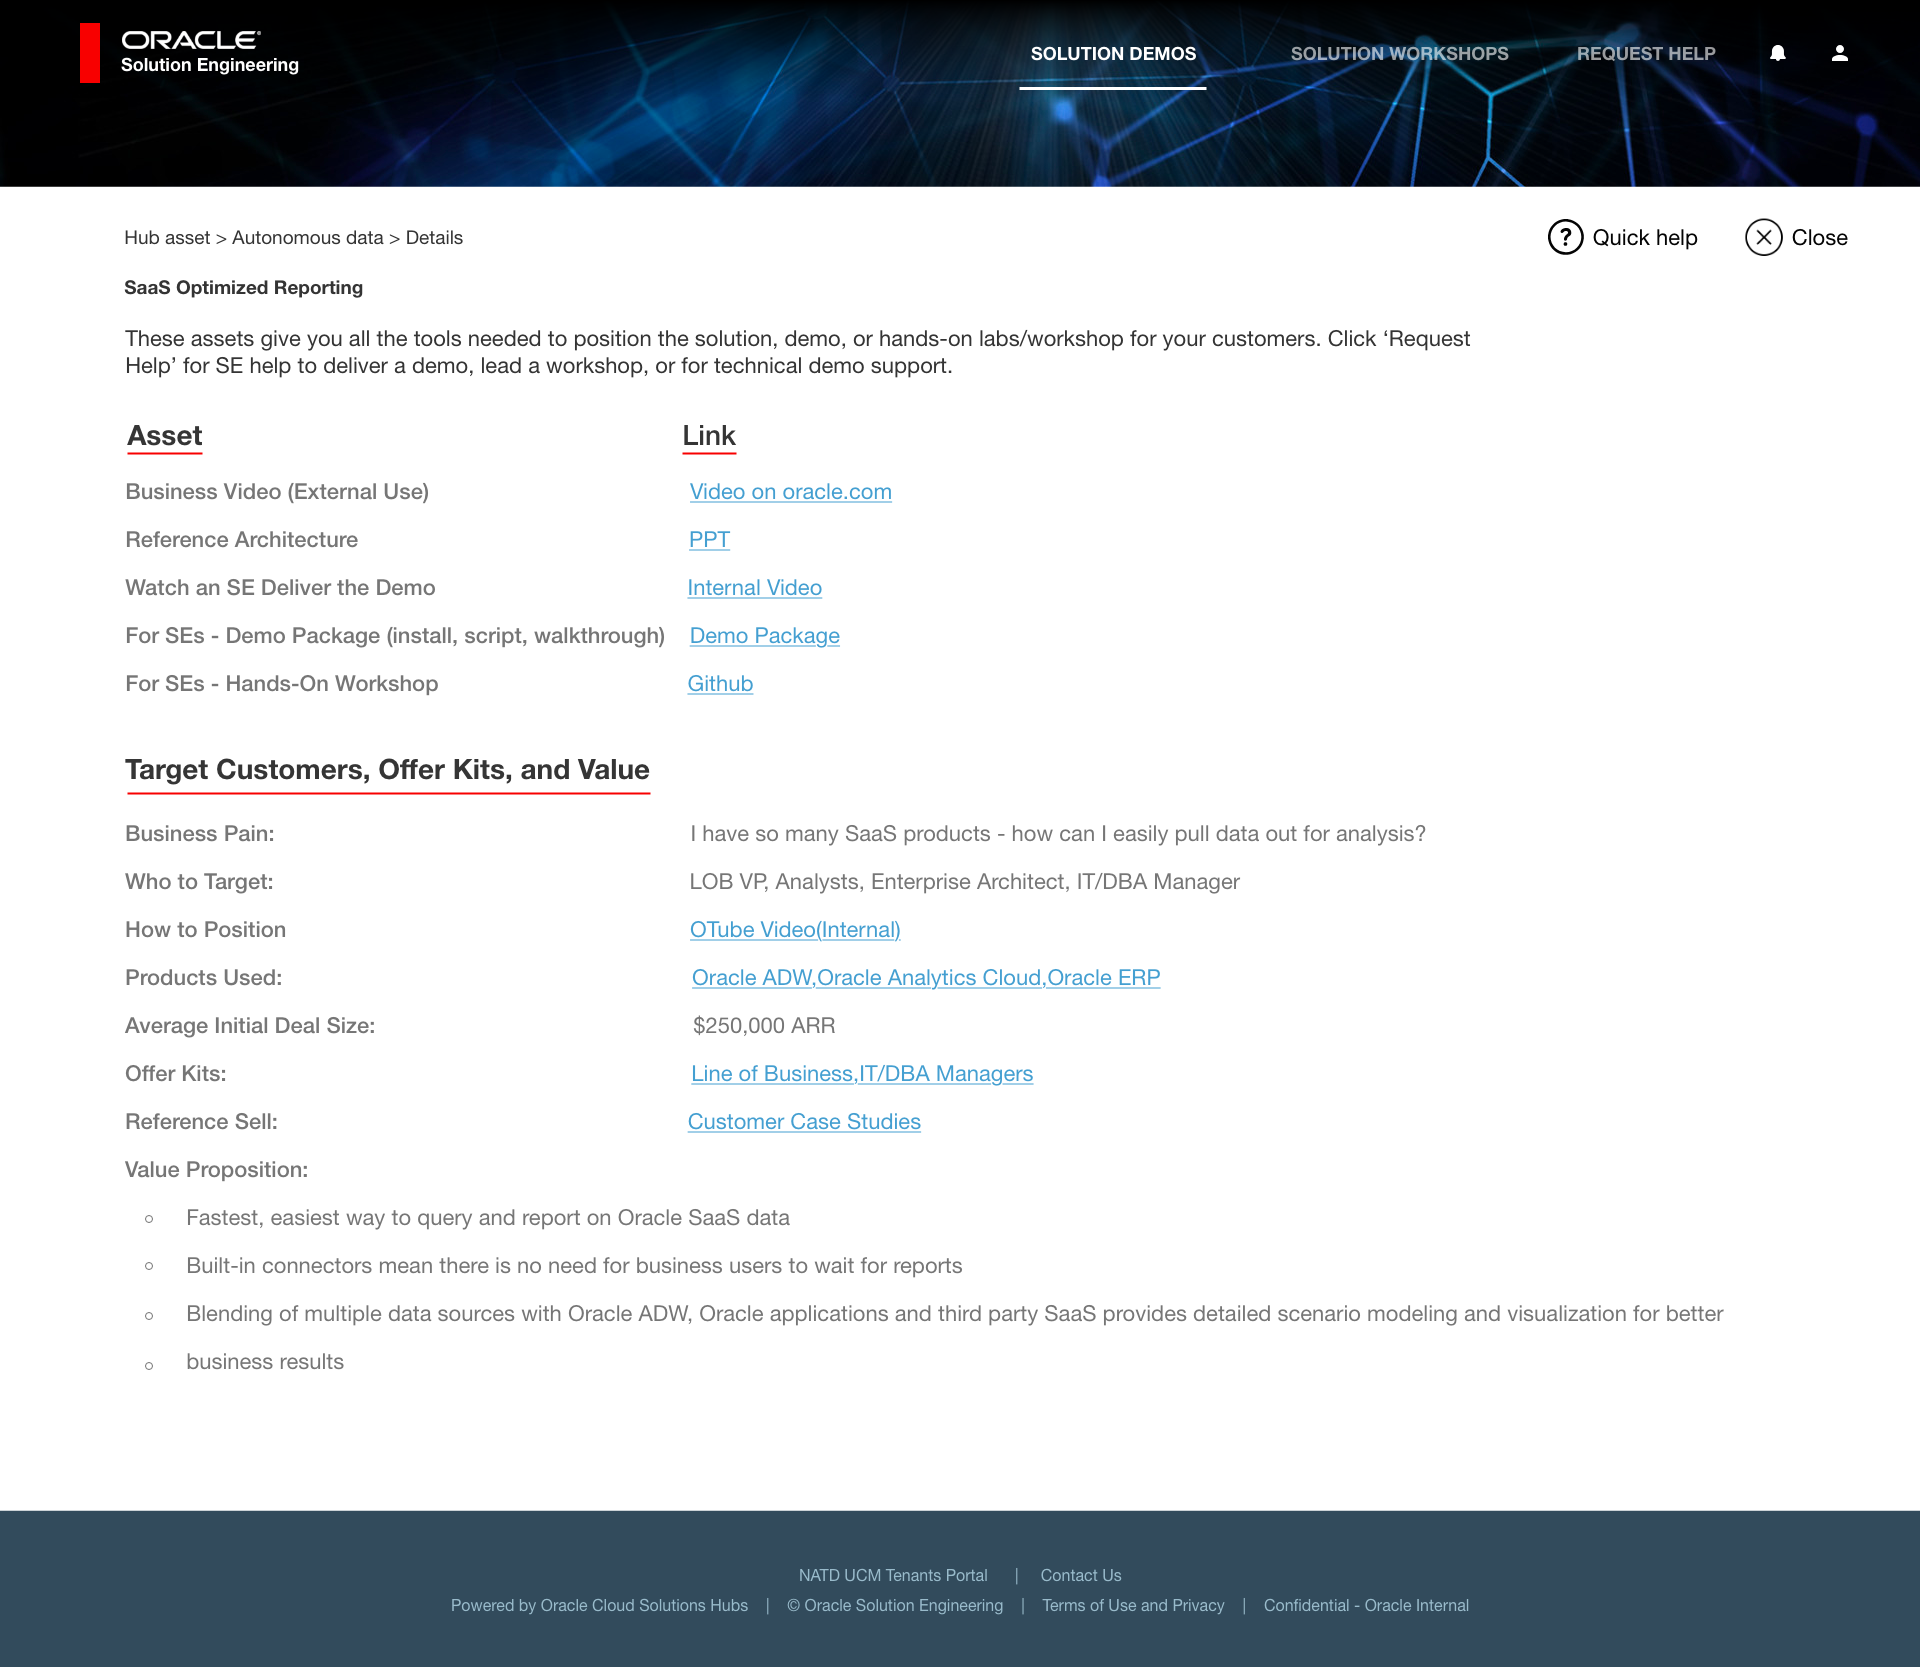 ORACLE
Solution Engineering
SOLUTION DEMOS
SOLUTION WORKSHOPS
REQUEST HELP
Hub asset > Autonomous data > Details
? Quick help
Close
SaaS Optimized Reporting
These assets give you all the tools needed to position the solution, demo, or hands-on labs/workshop for your customers. Click ‘Request
Help’ for SE help to deliver a demo, lead a workshop, or for technical demo support.
Asset Link
Business Video (External Use) Video on oracle.com
Reference Architecture PPT
Watch an SE Deliver the Demo Internal Video
For SEs - Demo Package (install, script, walkthrough) Demo Package
For SEs - Hands-On Workshop Github
Target Customers, Offer Kits, and Value
Business Pain: I have so many SaaS products - how can I easily pull data out for analysis?
Who to Target: LOB VP, Analysts, Enterprise Architect, IT/DBA Manager
How to Position OTube Video(Internal)
Products Used: Oracle ADW,Oracle Analytics Cloud,Oracle ERP
Average Initial Deal Size: $250,000 ARR
Offer Kits: Line of Business,IT/DBA Managers
Reference Sell: Customer Case Studies
Value Proposition:
Fastest, easiest way to query and report on Oracle SaaS data
Built-in connectors mean there is no need for business users to wait for reports
Blending of multiple data sources with Oracle ADW, Oracle applications and third party SaaS provides detailed scenario modeling and visualization for better
business results
NATD UCM Tenants Portal | Contact Us
Powered by Oracle Cloud Solutions Hubs | © Oracle Solution Engineering | Terms of Use and Privacy | Confidential - Oracle Internal